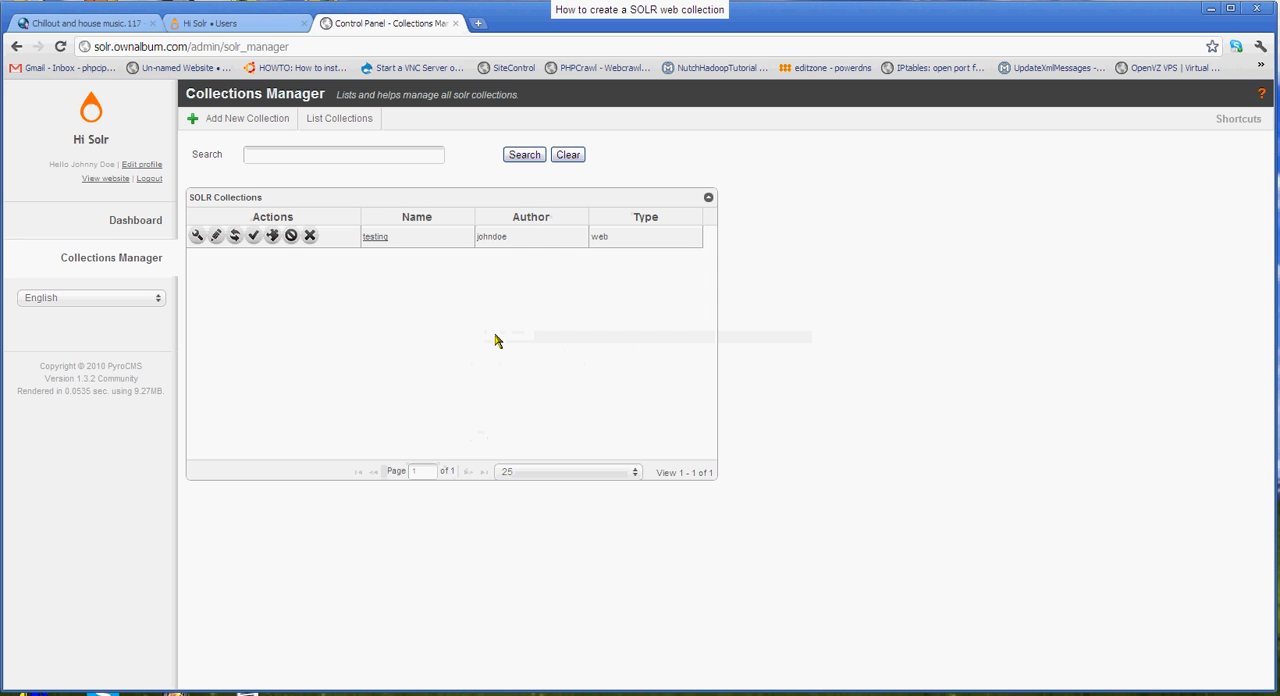 How to create a SOLR web collection
Chillout and house music. 117
Hi Solr • Users
Control Panel - Collections Mar
solr.ownalbum.com/admin/solr_manager
Gmail - Inbox - phpcip...
Un-named Website • ...
HOWTO: How to inst...
Start a VNC Server o...
SiteControl
PHPCrawl - Webcrawl...
NutchHadoopTutorial ...
editzone - powerdns
IPtables: open port f...
UpdateXmlMessages -...
OpenVZ VPS | Virtual ...
»
Hi Solr
Hello Johnny Doe | Edit profile
View website | Logout
Dashboard
Collections Manager
English
Copyright © 2010 PyroCMS
Version 1.3.2 Community
Rendered in 0.0535 sec. using 9.27MB.
Collections Manager Lists and helps manage all solr collections. ?
Add New Collection List Collections Shortcuts
Search Search Clear
SOLR Collections
Actions Name Author Type
testing johndoe web
Page 1 of 1 25 View 1 - 1 of 1